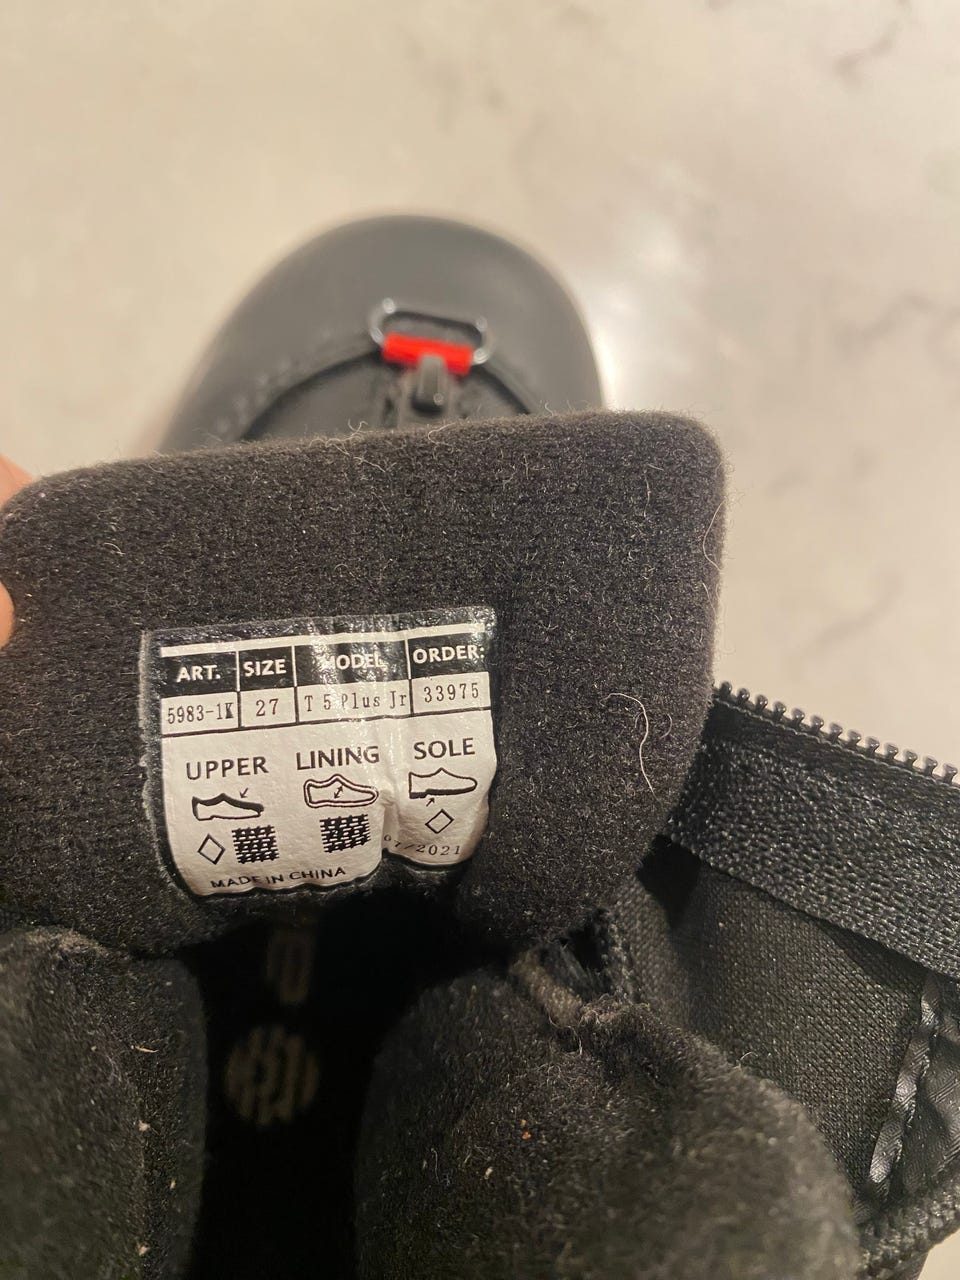 ART. SIZE MODEL ORDER:
5983-1K 27 T 5 Plus Jr 33975
UPPER LINING SOLE
07/2021
MADE IN CHINA